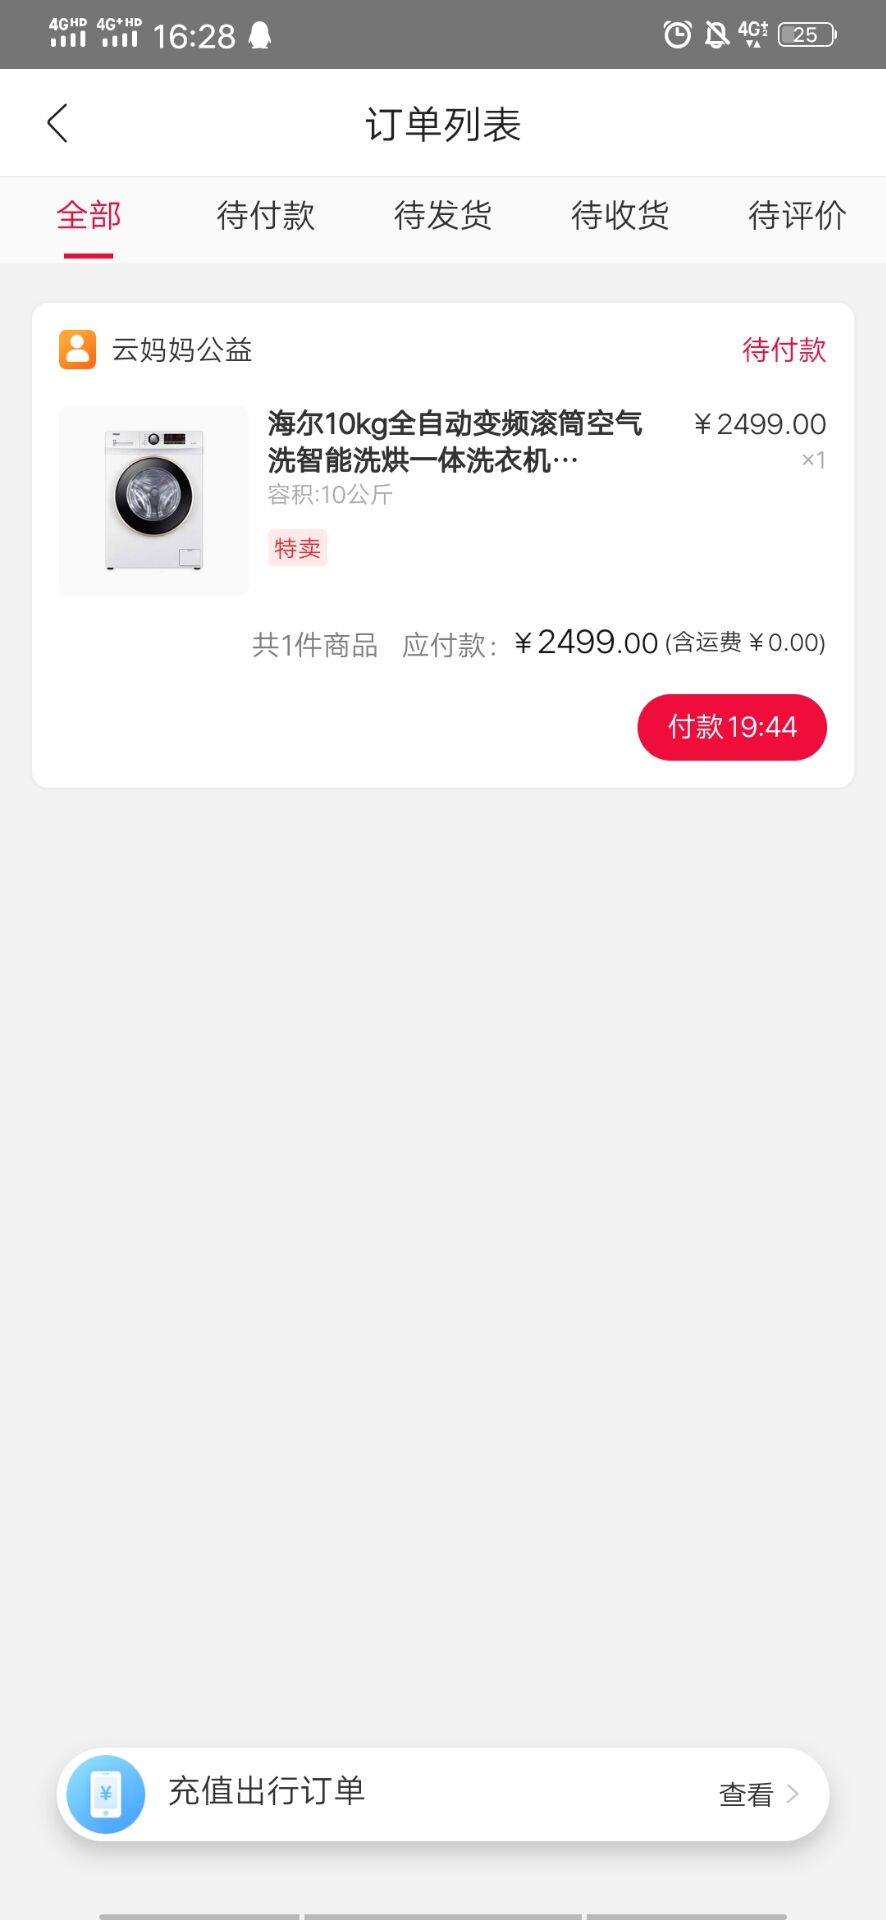 4GHD 4G+HD 16:28 4G 25
订单列表
全部 待付款 待发货 待收货 待评价
云妈妈公益 待付款
海尔10kg全自动变频滚筒空气 ¥2499.00
洗智能洗烘一体洗衣机… ×1
容积:10公斤
特卖
共1件商品 应付款: ¥2499.00 (含运费 ¥0.00)
付款19:44
充值出行订单 查看